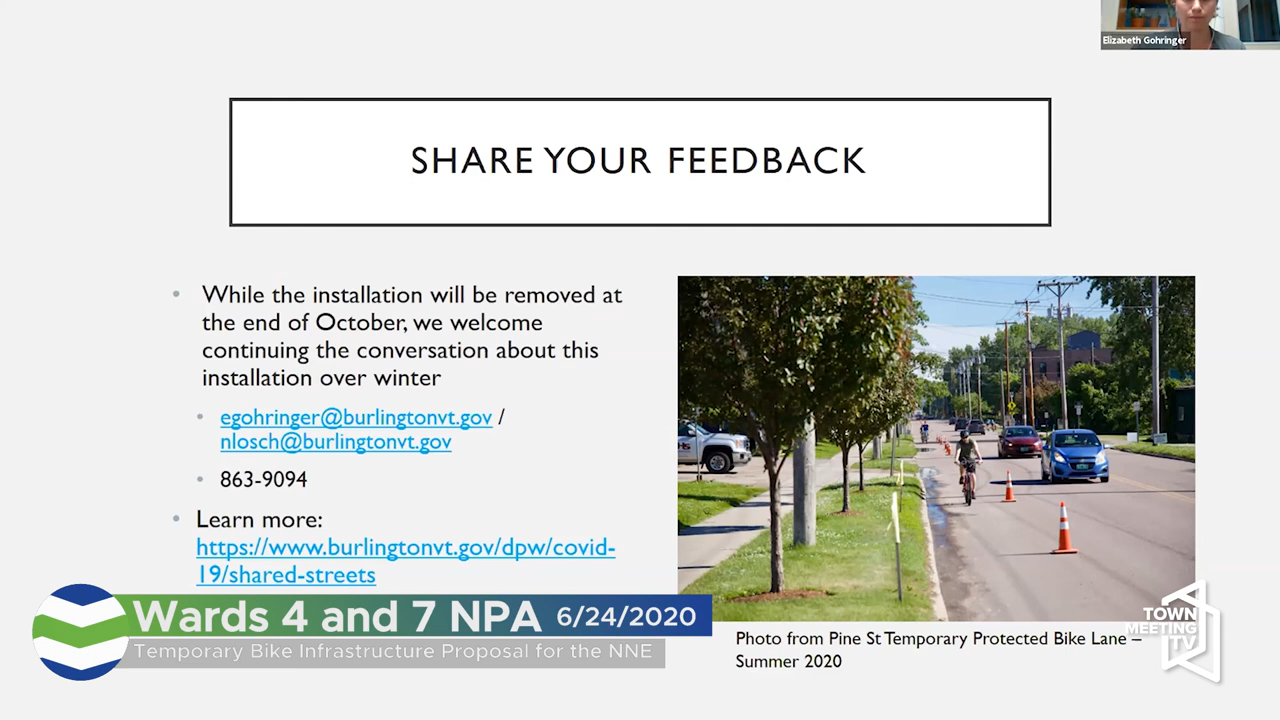 Elizabeth Gohringer
SHARE YOUR FEEDBACK
While the installation will be removed at
the end of October, we welcome
continuing the conversation about this
installation over winter
egohringer@burlingtonvt.gov /
nlosch@burlingtonvt.gov
863-9094
Learn more:
https://www.burlingtonvt.gov/dpw/covid-
19/shared-streets
Wards 4 and 7 NPA 6/24/2020
Temporary Bike Infrastructure Proposal for the NNE
Photo from Pine St Temporary Protected Bike Lane –
Summer 2020
TOWN
MEETING
TV